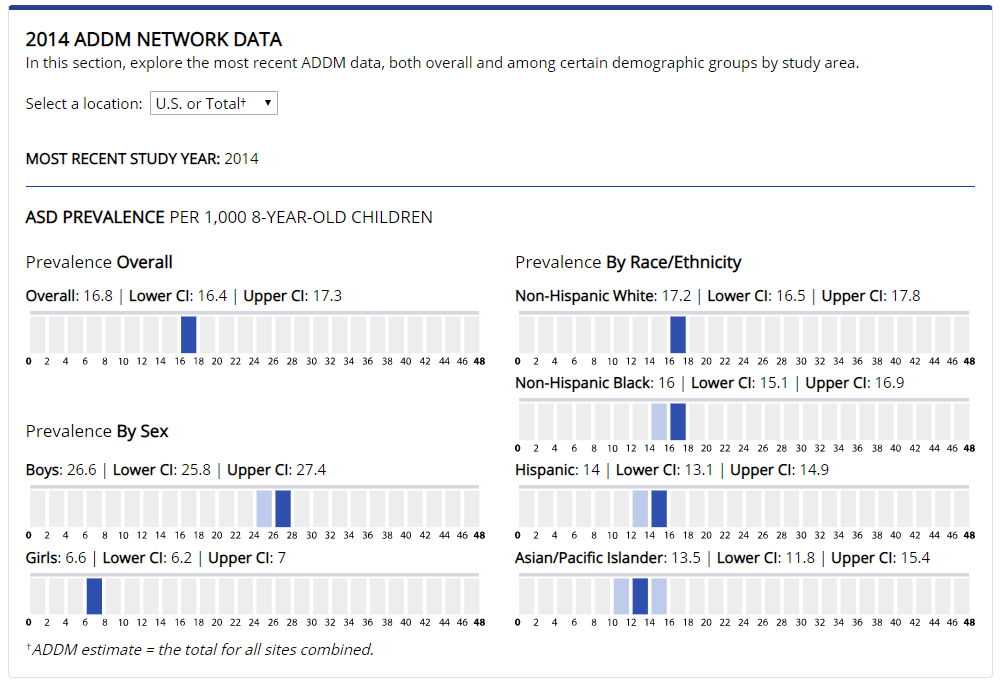 2014 ADDM NETWORK DATA
In this section, explore the most recent ADDM data, both overall and among certain demographic groups by study area.
Select a location: U.S. or Total† ▼
MOST RECENT STUDY YEAR: 2014
ASD PREVALENCE PER 1,000 8-YEAR-OLD CHILDREN
Prevalence Overall
Overall: 16.8 | Lower CI: 16.4 | Upper CI: 17.3
0 2 4 6 8 10 12 14 16 18 20 22 24 26 28 30 32 34 36 38 40 42 44 46 48
Prevalence By Sex
Boys: 26.6 | Lower CI: 25.8 | Upper CI: 27.4
0 2 4 6 8 10 12 14 16 18 20 22 24 26 28 30 32 34 36 38 40 42 44 46 48
Girls: 6.6 | Lower CI: 6.2 | Upper CI: 7
0 2 4 6 8 10 12 14 16 18 20 22 24 26 28 30 32 34 36 38 40 42 44 46 48
Prevalence By Race/Ethnicity
Non-Hispanic White: 17.2 | Lower CI: 16.5 | Upper CI: 17.8
0 2 4 6 8 10 12 14 16 18 20 22 24 26 28 30 32 34 36 38 40 42 44 46 48
Non-Hispanic Black: 16 | Lower CI: 15.1 | Upper CI: 16.9
0 2 4 6 8 10 12 14 16 18 20 22 24 26 28 30 32 34 36 38 40 42 44 46 48
Hispanic: 14 | Lower CI: 13.1 | Upper CI: 14.9
0 2 4 6 8 10 12 14 16 18 20 22 24 26 28 30 32 34 36 38 40 42 44 46 48
Asian/Pacific Islander: 13.5 | Lower CI: 11.8 | Upper CI: 15.4
0 2 4 6 8 10 12 14 16 18 20 22 24 26 28 30 32 34 36 38 40 42 44 46 48
†ADDM estimate = the total for all sites combined.